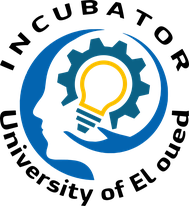 INCUBATOR
University of El oued